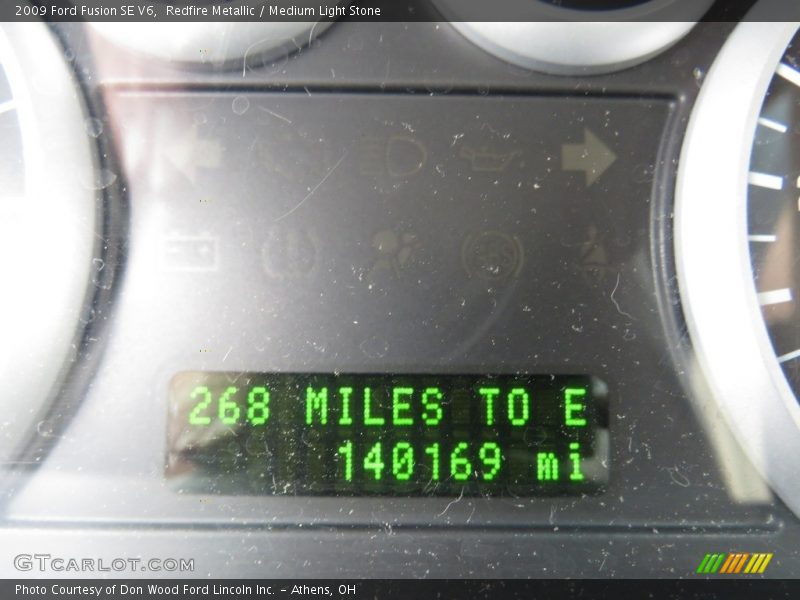 2009 Ford Fusion SE V6,  Redfire Metallic / Medium Light Stone
268 MILES TO E
140169 mi
GTCARLOT.COM
Photo Courtesy of Don Wood Ford Lincoln Inc. - Athens, OH